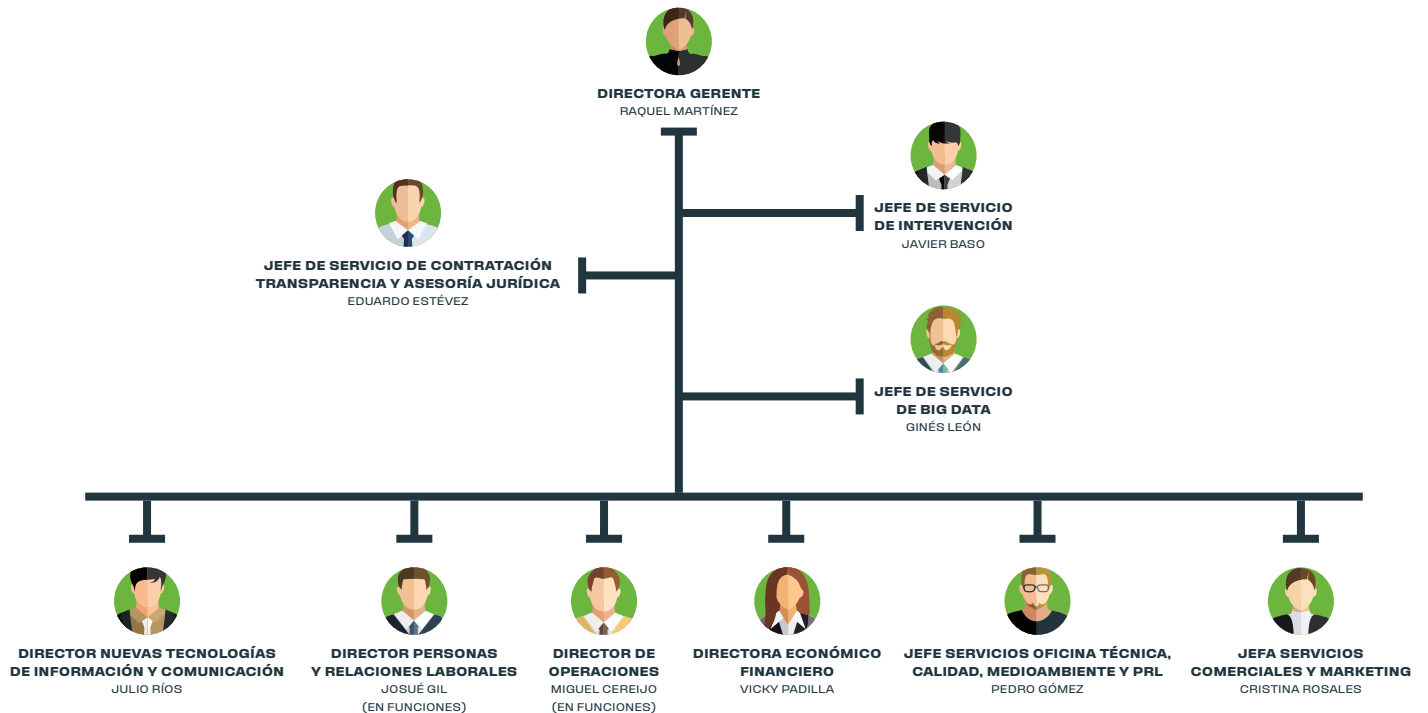 DIRECTORA GERENTE
RAQUEL MARTÍNEZ
JEFE DE SERVICIO
DE INTERVENCIÓN
JAVIER BASO
JEFE DE SERVICIO DE CONTRATACIÓN
TRANSPARENCIA Y ASESORÍA JURÍDICA
EDUARDO ESTÉVEZ
JEFE DE SERVICIO
DE BIG DATA
GINÉS LEÓN
DIRECTOR NUEVAS TECNOLOGÍAS
DE INFORMACIÓN Y COMUNICACIÓN
JULIO RÍOS
DIRECTOR PERSONAS
Y RELACIONES LABORALES
JOSUÉ GIL
(EN FUNCIONES)
DIRECTOR DE
OPERACIONES
MIGUEL CEREIJO
(EN FUNCIONES)
DIRECTORA ECONÓMICO
FINANCIERO
VICKY PADILLA
JEFE SERVICIOS OFICINA TÉCNICA,
CALIDAD, MEDIOAMBIENTE Y PRL
PEDRO GÓMEZ
JEFA SERVICIOS
COMERCIALES Y MARKETING
CRISTINA ROSALES